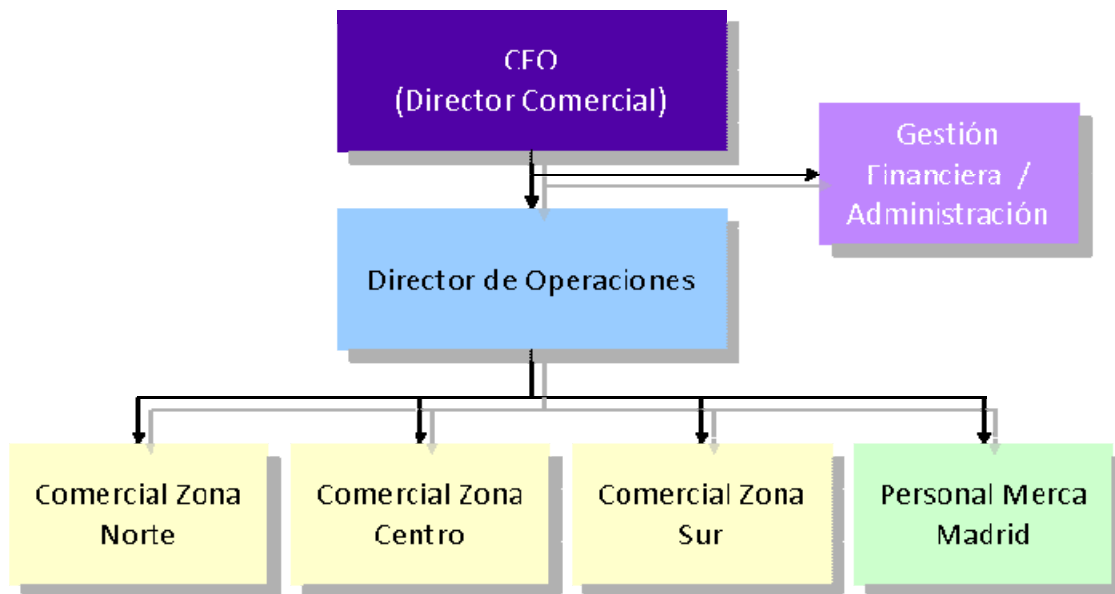 CEO
(Director Comercial)
Gestión
Financiera /
Administración
Director de Operaciones
Comercial Zona
Norte
Comercial Zona
Centro
Comercial Zona
Sur
Personal Merca
Madrid